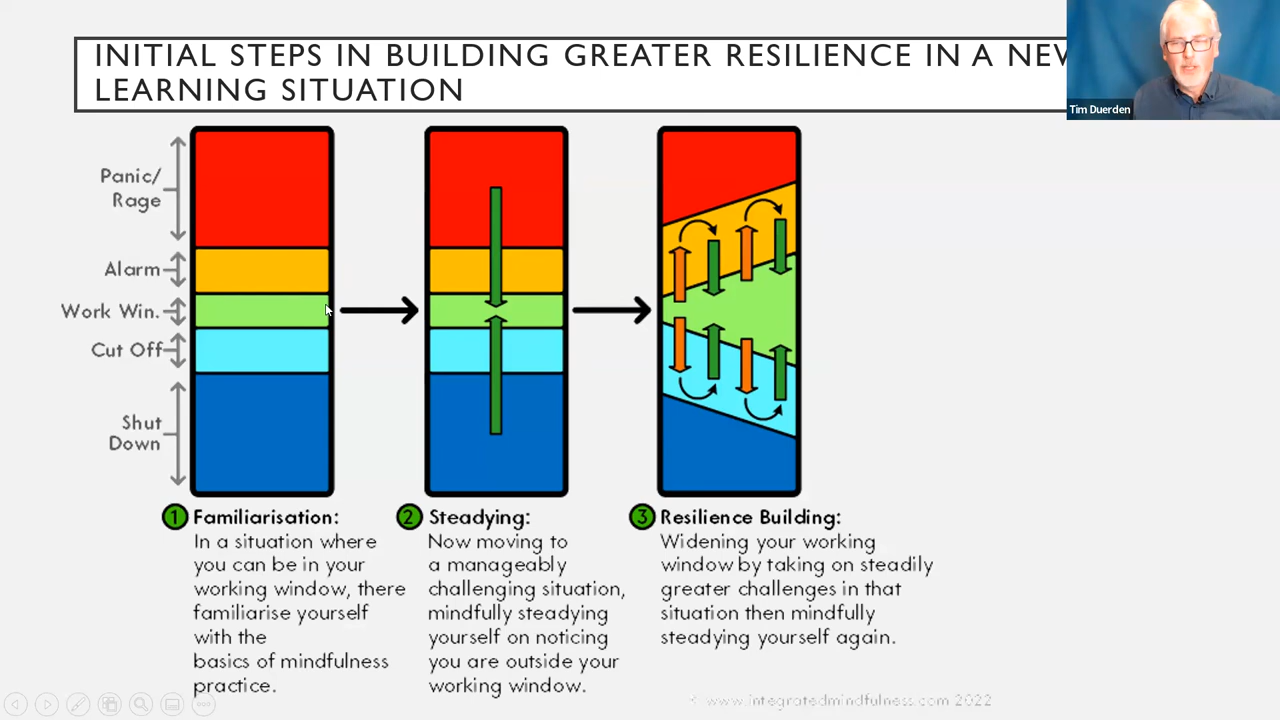 INITIAL STEPS IN BUILDING GREATER RESILIENCE IN A NEW
LEARNING SITUATION
Tim Duerden
Panic/
Rage
Alarm
Work Win.
Cut Off
Shut
Down
1 Familiarisation:
In a situation where
you can be in your
working window, there
familiarise yourself
with the
basics of mindfulness
practice.
2 Steadying:
Now moving to
a manageably
challenging situation,
mindfully steadying
yourself on noticing
you are outside your
working window.
3 Resilience Building:
Widening your working
window by taking on steadily
greater challenges in that
situation then mindfully
steadying yourself again.
© www.integratedmindfulness.com 2022